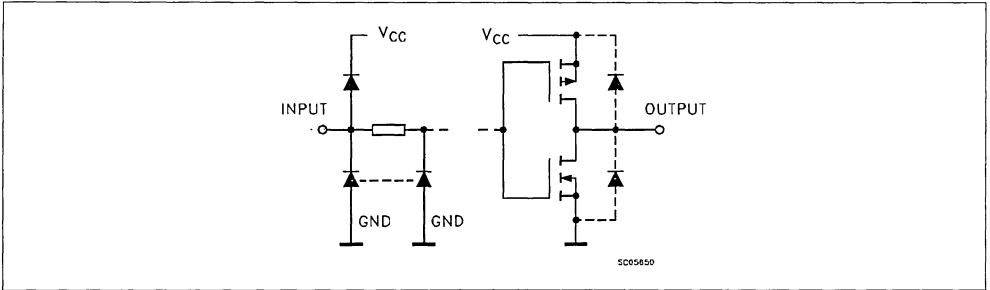 VCC
VCC
INPUT
OUTPUT
GND
GND
SC05650